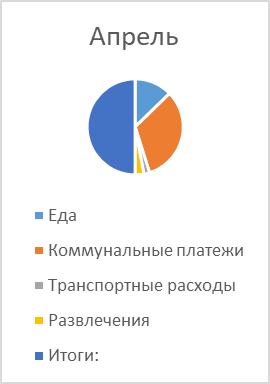 Апрель
Еда
Коммунальные платежи
Транспортные расходы
Развлечения
Итоги: